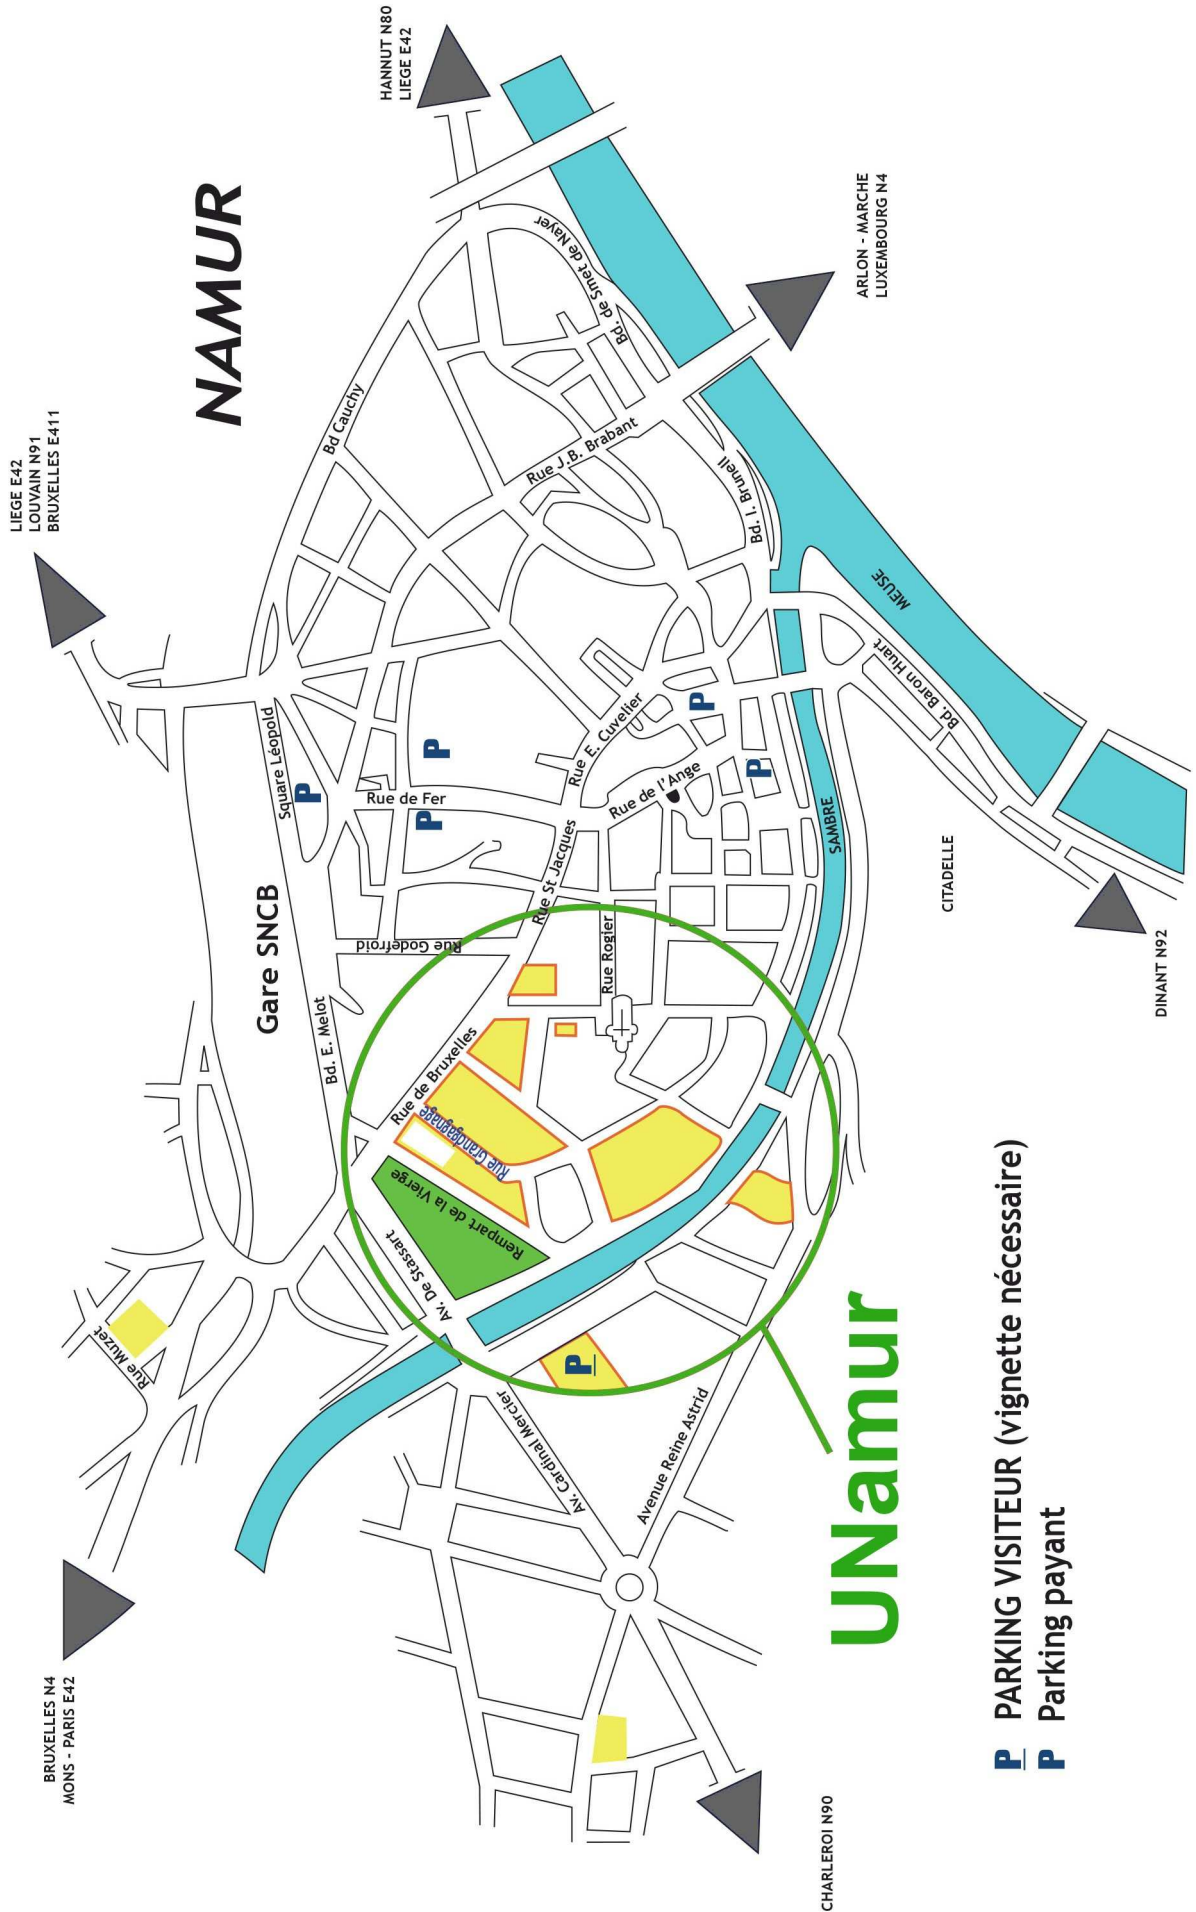 NAMUR
BRUXELLES N4
MONS - PARIS E42
LIEGE E42
LOUVAIN N91
BRUXELLES E411
HANNUT N80
LIEGE E42
ARLON - MARCHE
LUXEMBOURG N4
DINANT N92
CHARLEROI N90
Rue Muzet
Gare SNCB
Square Léopold
Bd. E. Melot
Bd Cauchy
Bd. de Smet de Nayer
Rue J.B. Brabant
Bd. I. Brunell
Rue de Fer
P
P
P
P
P
Rue Godefroid
Rue St Jacques
Rue E. Cuvelier
Rue de l'Ange
Rue Rogier
Rue de Bruxelles
Rue Grandgagnage
Rempart de la Vierge
Av. De Stassart
Av. Cardinal Mercier
Avenue Reine Astrid
P
SAMBRE
MEUSE
Bd. Baron Huart
CITADELLE
UNamur
P PARKING VISITEUR (vignette nécessaire)
P Parking payant